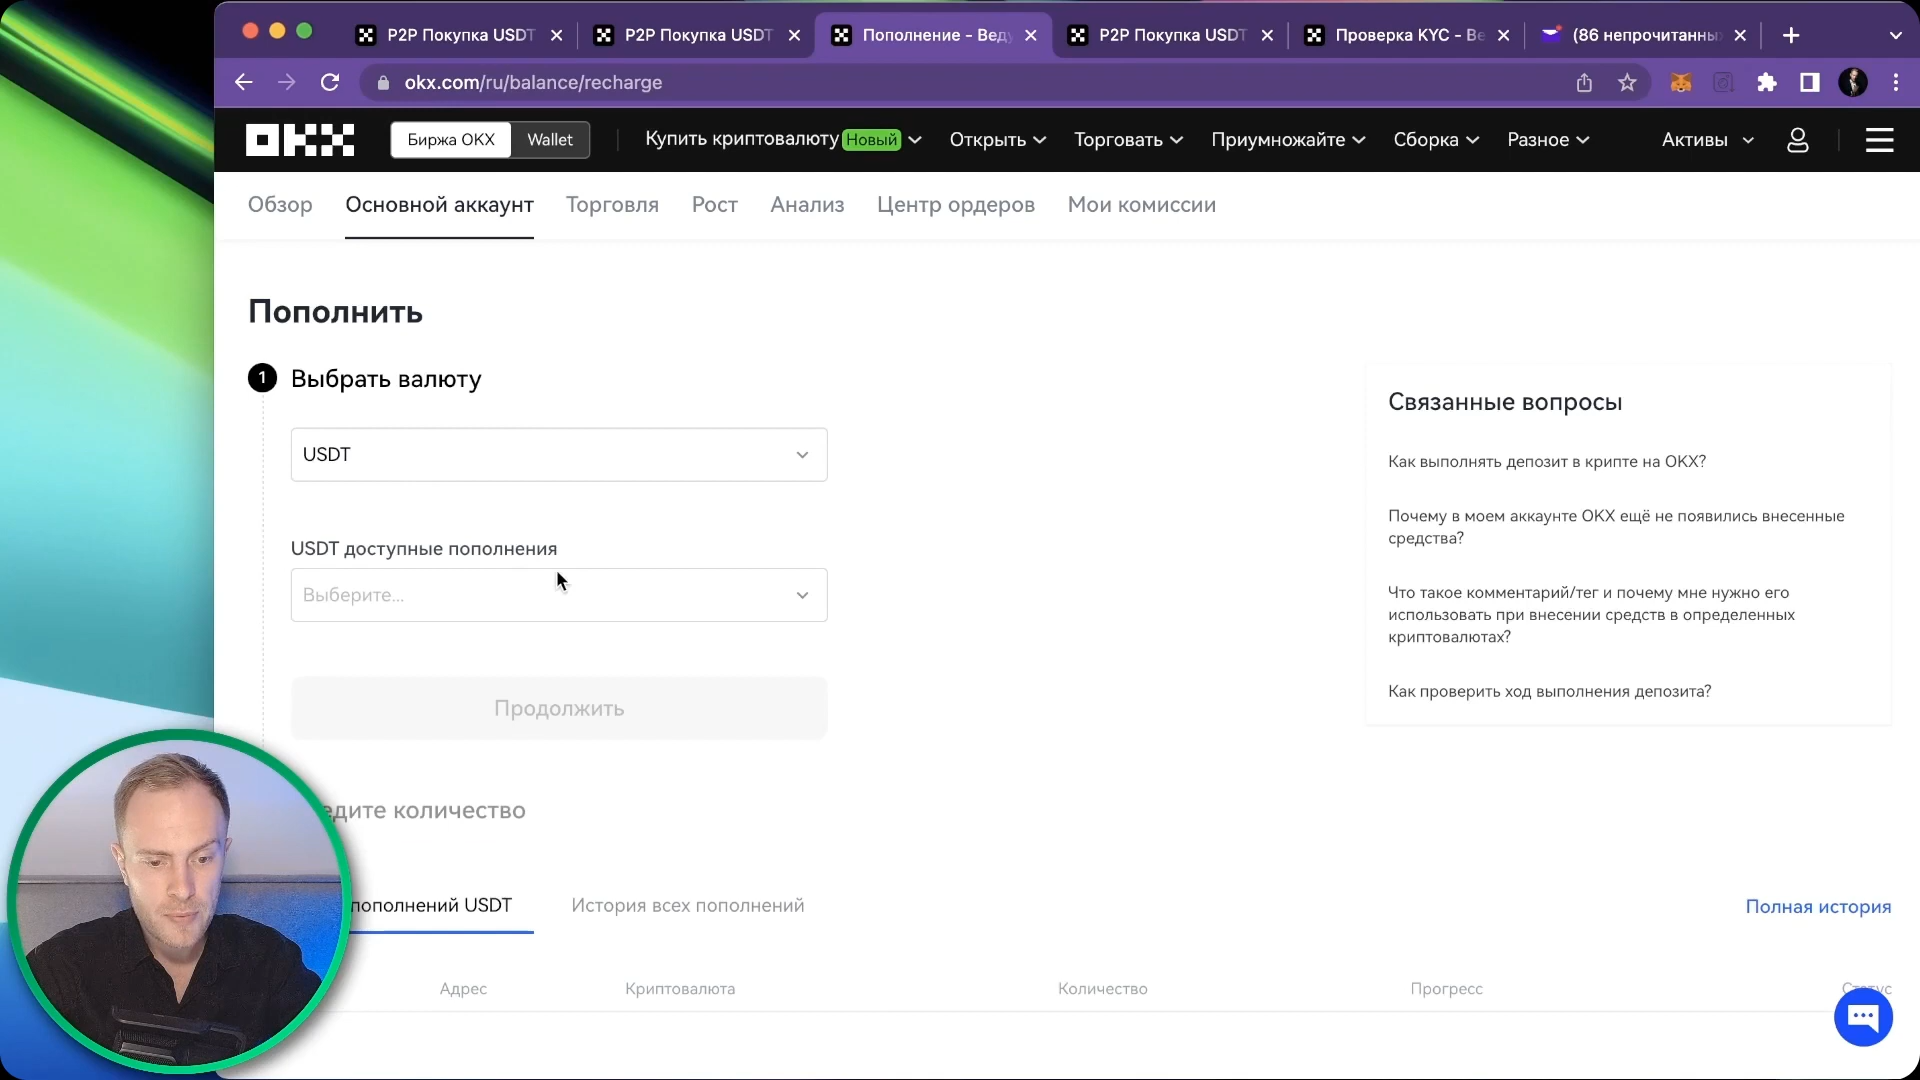 P2P Покупка USDT
P2P Покупка USDT
Пополнение - Вед
P2P Покупка USDT
Проверка KYC - Ве
(86 непрочитанны
okx.com/ru/balance/recharge
OKX
Биржа OKX
Wallet
Купить криптовалюту Новый
Открыть
Торговать
Приумножайте
Сборка
Разное
Активы
Обзор
Основной аккаунт
Торговля
Рост
Анализ
Центр ордеров
Мои комиссии
Пополнить
1 Выбрать валюту
USDT
USDT доступные пополнения
Выберите...
Продолжить
едите количество
пополнений USDT
История всех пополнений
Полная история
Адрес
Криптовалюта
Количество
Прогресс
Статус
Связанные вопросы
Как выполнять депозит в крипте на OKX?
Почему в моем аккаунте OKX ещё не появились внесенные
средства?
Что такое комментарий/тег и почему мне нужно его
использовать при внесении средств в определенных
криптовалютах?
Как проверить ход выполнения депозита?